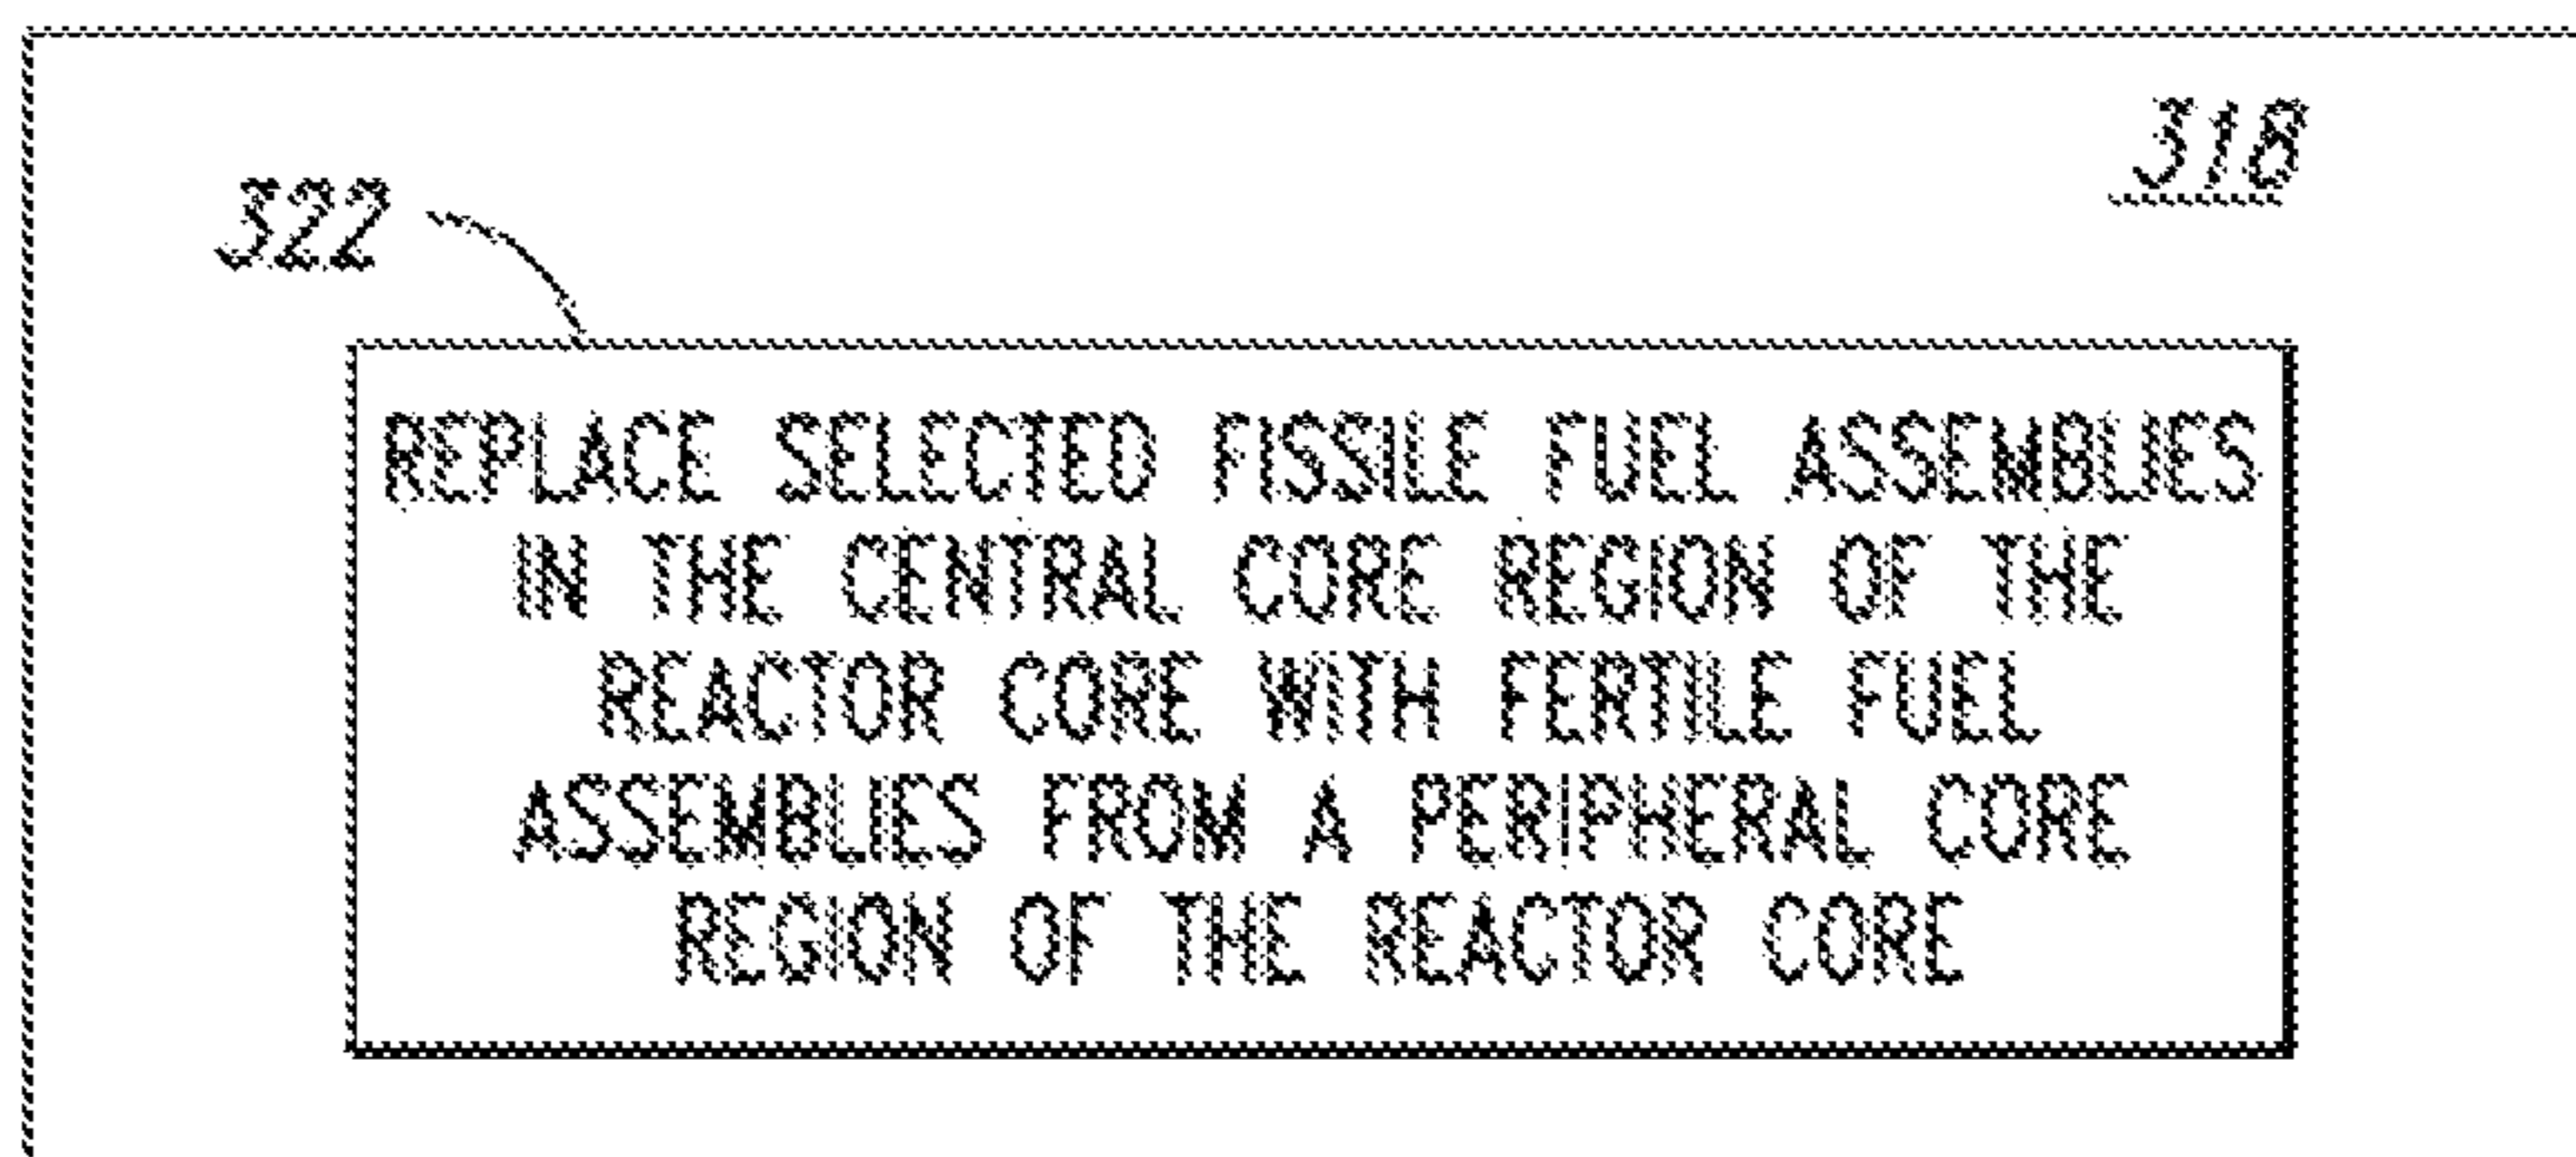 318
322
REPLACE SELECTED FISSILE FUEL ASSEMBLIES
IN THE CENTRAL CORE REGION OF THE
REACTOR CORE WITH FERTILE FUEL
ASSEMBLIES FROM A PERIPHERAL CORE
REGION OF THE REACTOR CORE